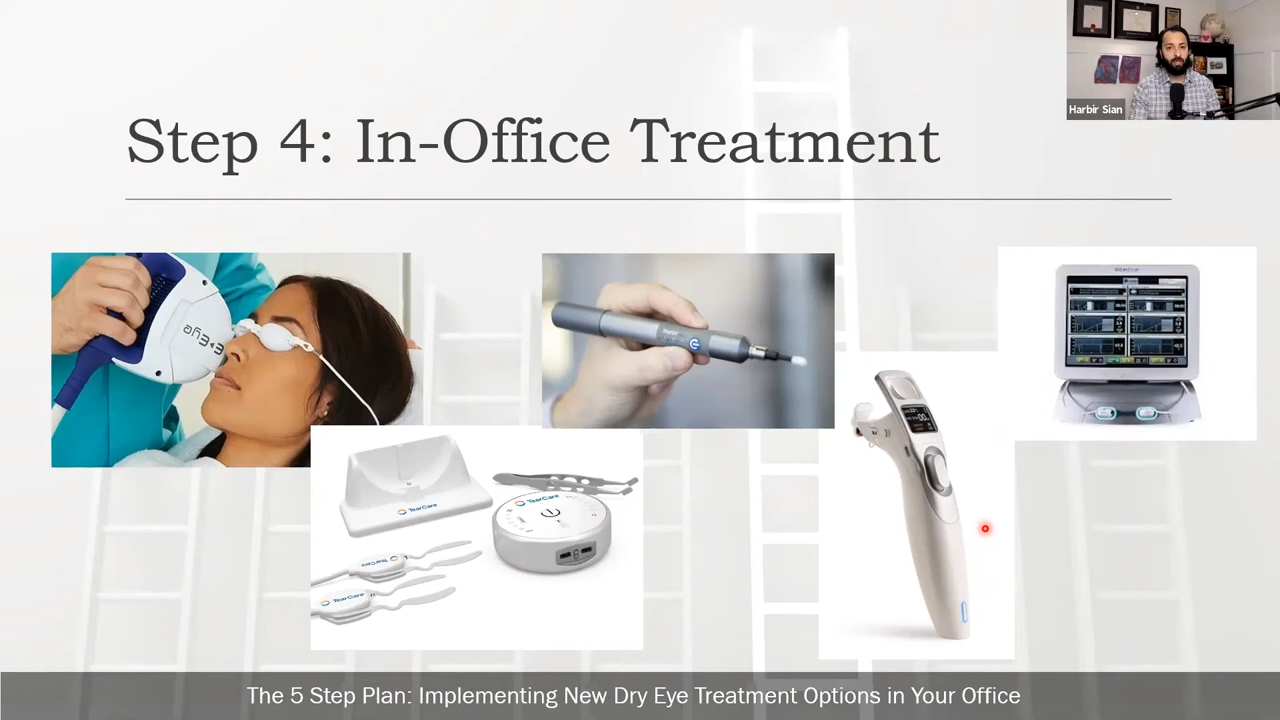 Harbir Sian
Step 4: In-Office Treatment
E>Eye
TearCare
TearCare
TearCare
TearCare
The 5 Step Plan: Implementing New Dry Eye Treatment Options in Your Office